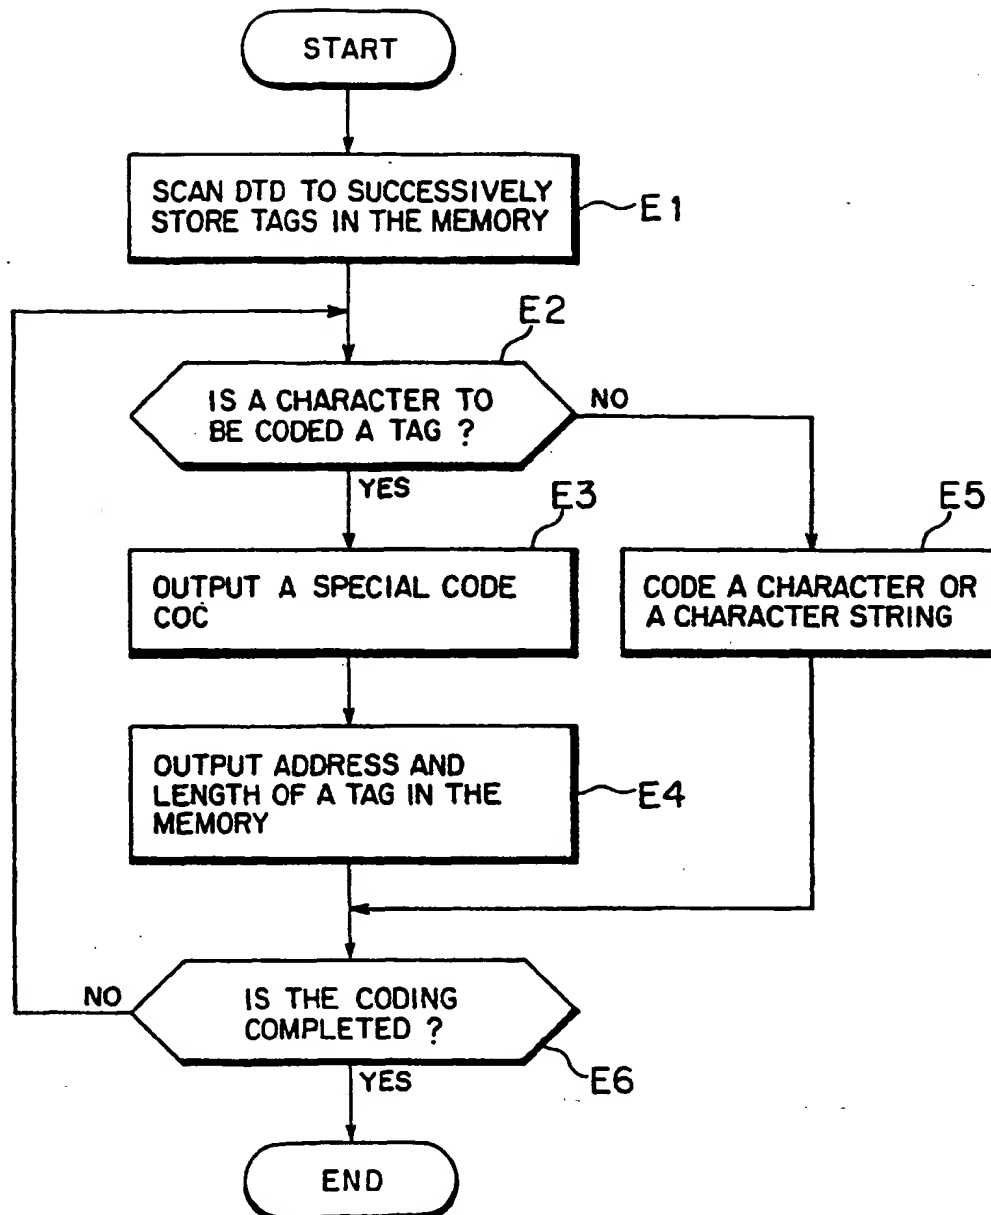 START
SCAN DTD TO SUCCESSIVELY
STORE TAGS IN THE MEMORY
E1
E2
IS A CHARACTER TO
BE CODED A TAG ?
NO
YES
E3
E5
OUTPUT A SPECIAL CODE
COC
CODE A CHARACTER OR
A CHARACTER STRING
OUTPUT ADDRESS AND
LENGTH OF A TAG IN THE
MEMORY
E4
NO
IS THE CODING
COMPLETED ?
YES
E6
END